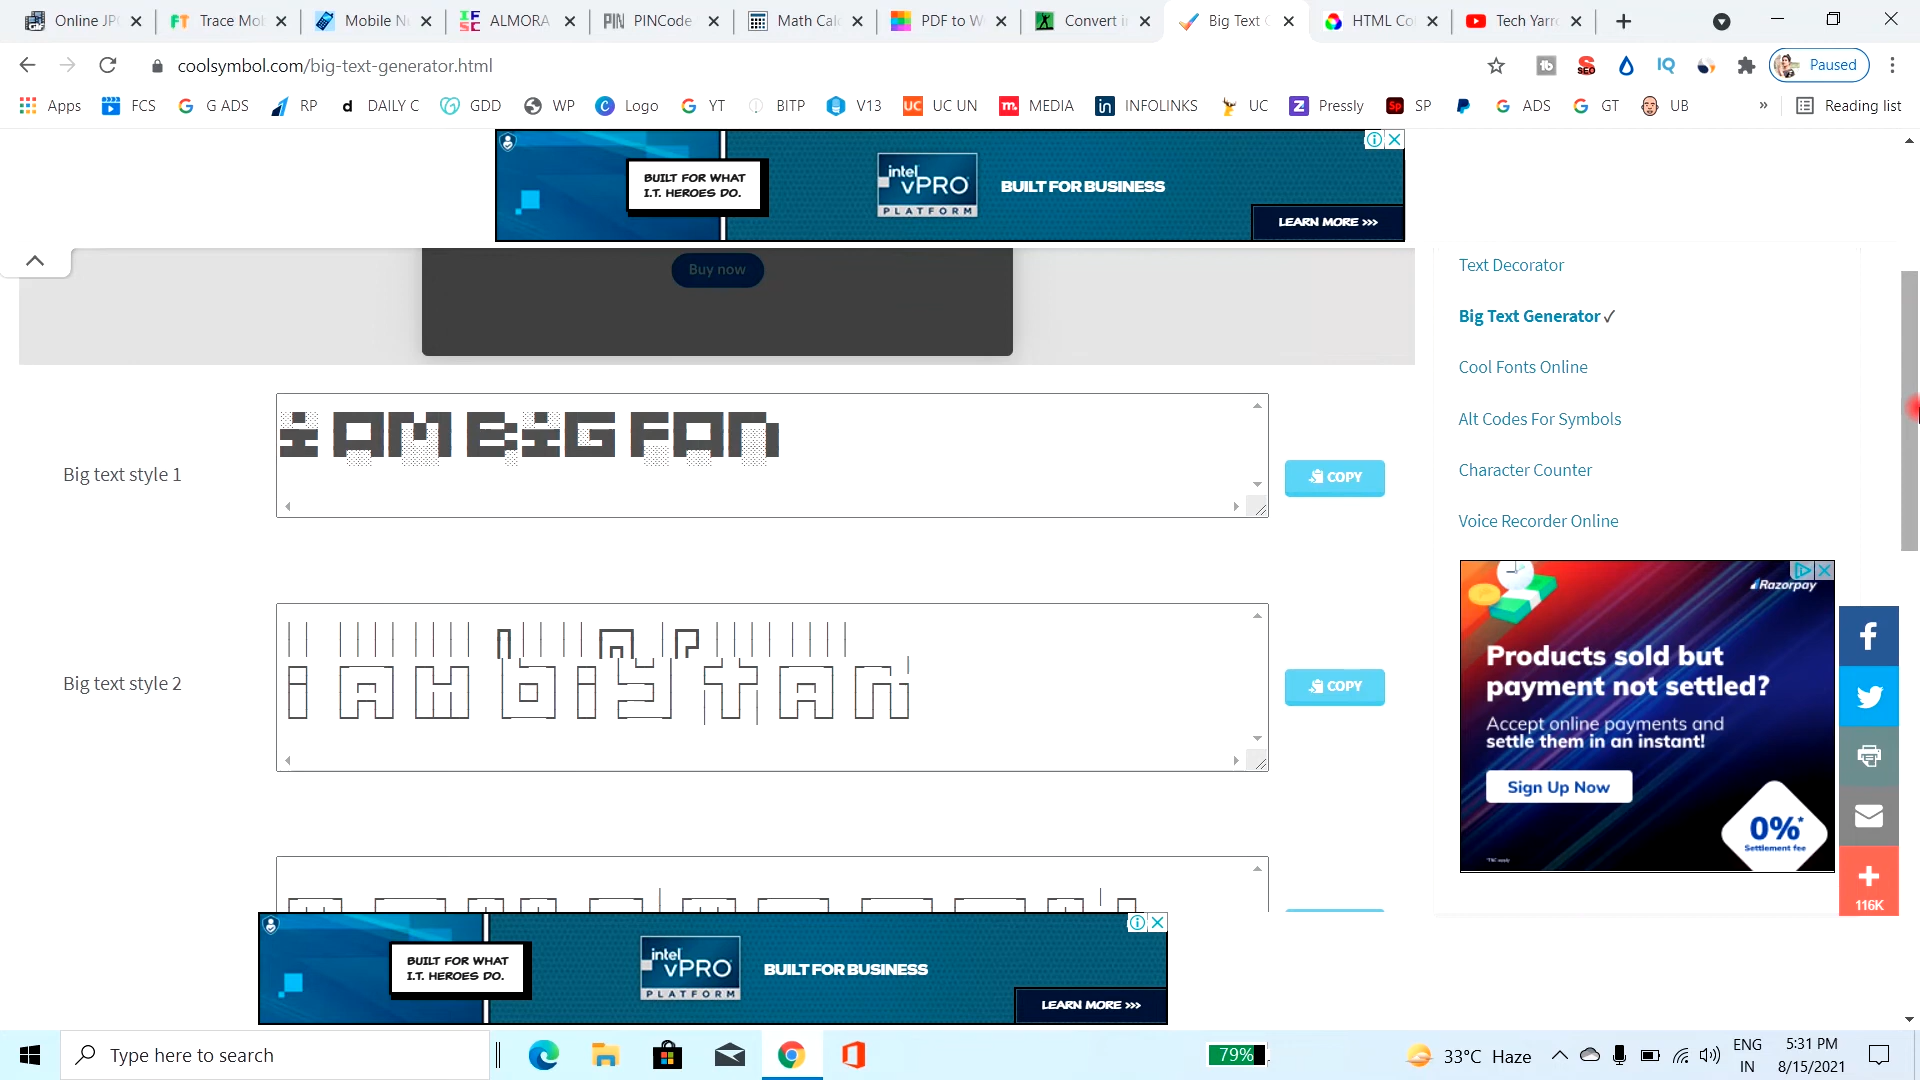 Online JP
Trace Mo
Mobile N
ALMORA
PINCode
Math Calc
PDF to W
Convert i
Big Text
HTML Co
Tech Yarr
coolsymbol.com/big-text-generator.html
Paused
Apps
FCS
G ADS
RP
DAILY C
GDD
WP
Logo
YT
BITP
V13
UC UN
MEDIA
INFOLINKS
UC
Pressly
SP
ADS
GT
UB
»
Reading list
BUILT FOR WHAT
I.T. HEROES DO.
intel
vPRO
PLATFORM
BUILT FOR BUSINESS
LEARN MORE >>>
Buy now
Text Decorator
Big Text Generator ✓
Cool Fonts Online
Alt Codes For Symbols
Character Counter
Voice Recorder Online
Big text style 1
i AM BiG FAN
COPY
Big text style 2
COPY
Razorpay
Products sold but
payment not settled?
Accept online payments and
settle them in an instant!
Sign Up Now
0%*
Settlement fee
116K
BUILT FOR WHAT
I.T. HEROES DO.
intel
vPRO
PLATFORM
BUILT FOR BUSINESS
LEARN MORE >>>
Type here to search
79%
33°C Haze
ENG
IN
5:31 PM
8/15/2021